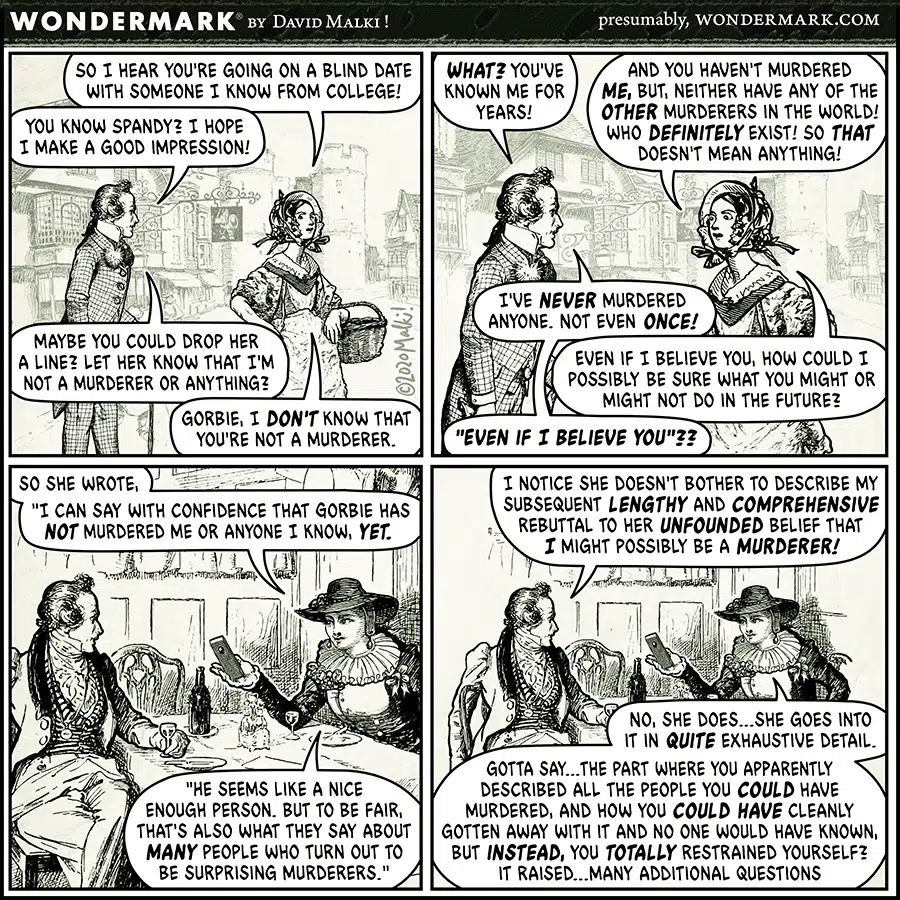 WONDERMARK® BY DAVID MALKI !
presumably, WONDERMARK.COM
SO I HEAR YOU'RE GOING ON A BLIND DATE
WITH SOMEONE I KNOW FROM COLLEGE!
YOU KNOW SPANDY? I HOPE
I MAKE A GOOD IMPRESSION!
MAYBE YOU COULD DROP HER
A LINE? LET HER KNOW THAT I'M
NOT A MURDERER OR ANYTHING?
GORBIE, I DON'T KNOW THAT
YOU'RE NOT A MURDERER.
©2020 Malki!
WHAT? YOU'VE
KNOWN ME FOR
YEARS!
AND YOU HAVEN'T MURDERED
ME, BUT, NEITHER HAVE ANY OF THE
OTHER MURDERERS IN THE WORLD!
WHO DEFINITELY EXIST! SO THAT
DOESN'T MEAN ANYTHING!
I'VE NEVER MURDERED
ANYONE. NOT EVEN ONCE!
EVEN IF I BELIEVE YOU, HOW COULD I
POSSIBLY BE SURE WHAT YOU MIGHT OR
MIGHT NOT DO IN THE FUTURE?
"EVEN IF I BELIEVE YOU"??
SO SHE WROTE,
"I CAN SAY WITH CONFIDENCE THAT GORBIE HAS
NOT MURDERED ME OR ANYONE I KNOW, YET.
"HE SEEMS LIKE A NICE
ENOUGH PERSON. BUT TO BE FAIR,
THAT'S ALSO WHAT THEY SAY ABOUT
MANY PEOPLE WHO TURN OUT TO
BE SURPRISING MURDERERS."
I NOTICE SHE DOESN'T BOTHER TO DESCRIBE MY
SUBSEQUENT LENGTHY AND COMPREHENSIVE
REBUTTAL TO HER UNFOUNDED BELIEF THAT
I MIGHT POSSIBLY BE A MURDERER!
NO, SHE DOES...SHE GOES INTO
IT IN QUITE EXHAUSTIVE DETAIL.
GOTTA SAY...THE PART WHERE YOU APPARENTLY
DESCRIBED ALL THE PEOPLE YOU COULD HAVE
MURDERED, AND HOW YOU COULD HAVE CLEANLY
GOTTEN AWAY WITH IT AND NO ONE WOULD HAVE KNOWN,
BUT INSTEAD, YOU TOTALLY RESTRAINED YOURSELF?
IT RAISED...MANY ADDITIONAL QUESTIONS